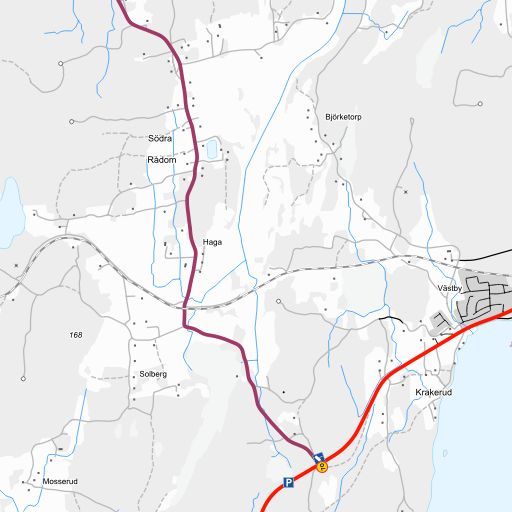 Björketorp
Södra
Rådom
Haga
Västby
168
Solberg
Krakerud
Mosserud
P